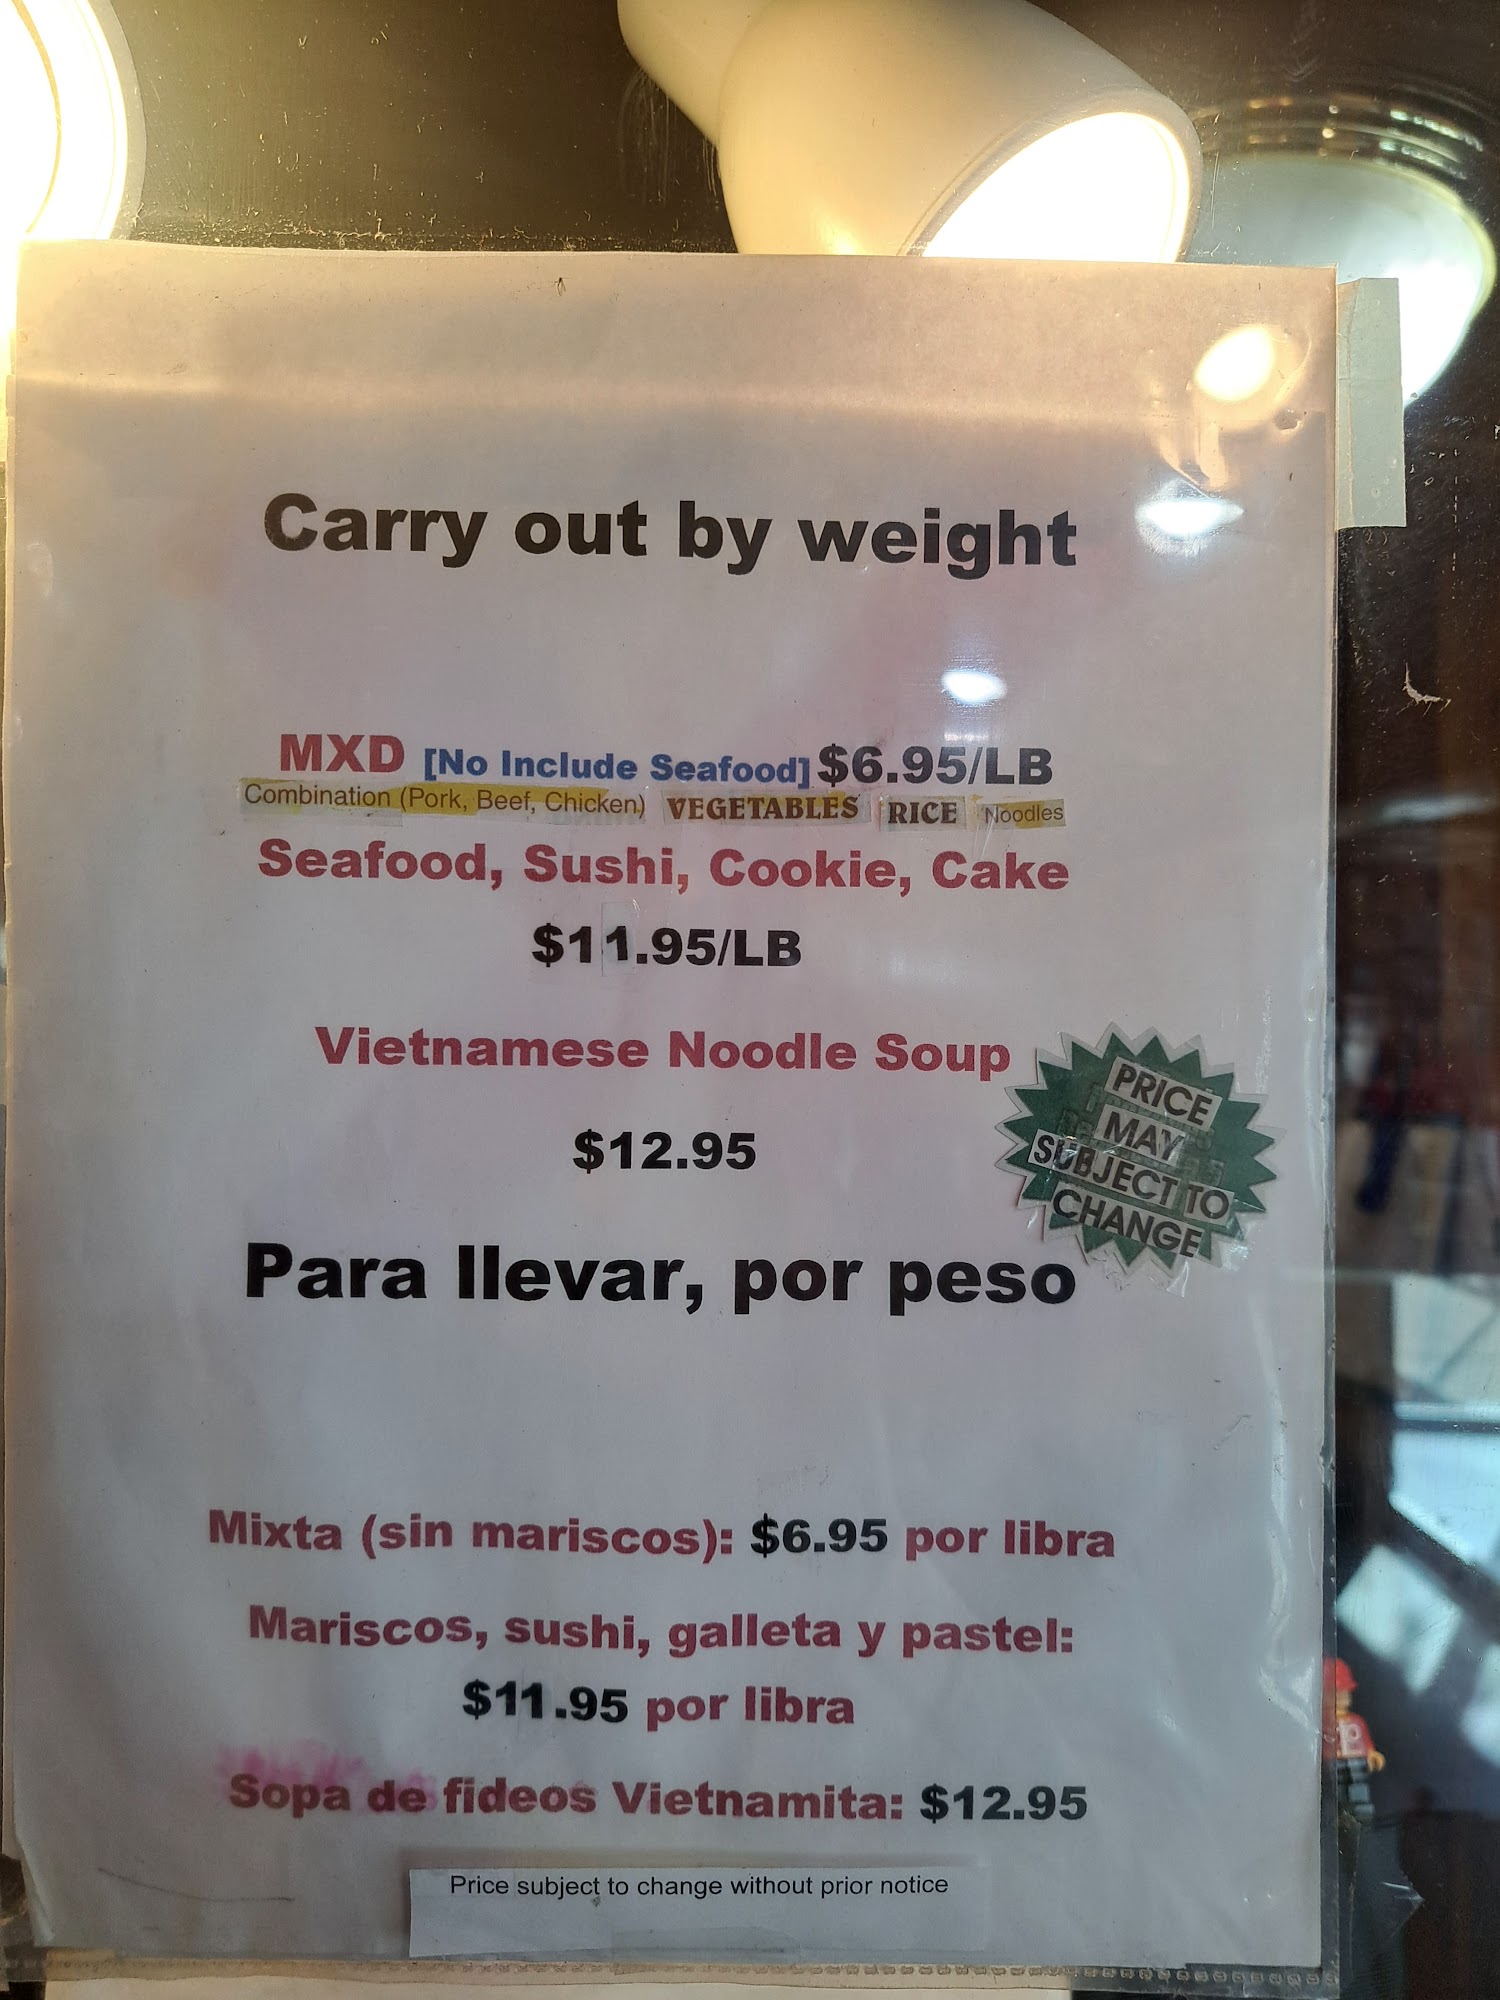 Carry out by weight
MXD [No Include Seafood] $6.95/LB
Combination (Pork, Beef, Chicken) VEGETABLES RICE Noodles
Seafood, Sushi, Cookie, Cake
$11.95/LB
Vietnamese Noodle Soup
$12.95
PRICE
MAY
SUBJECT TO
CHANGE
Para llevar, por peso
Mixta (sin mariscos): $6.95 por libra
Mariscos, sushi, galleta y pastel:
$11.95 por libra
Sopa de fideos Vietnamita: $12.95
Price subject to change without prior notice